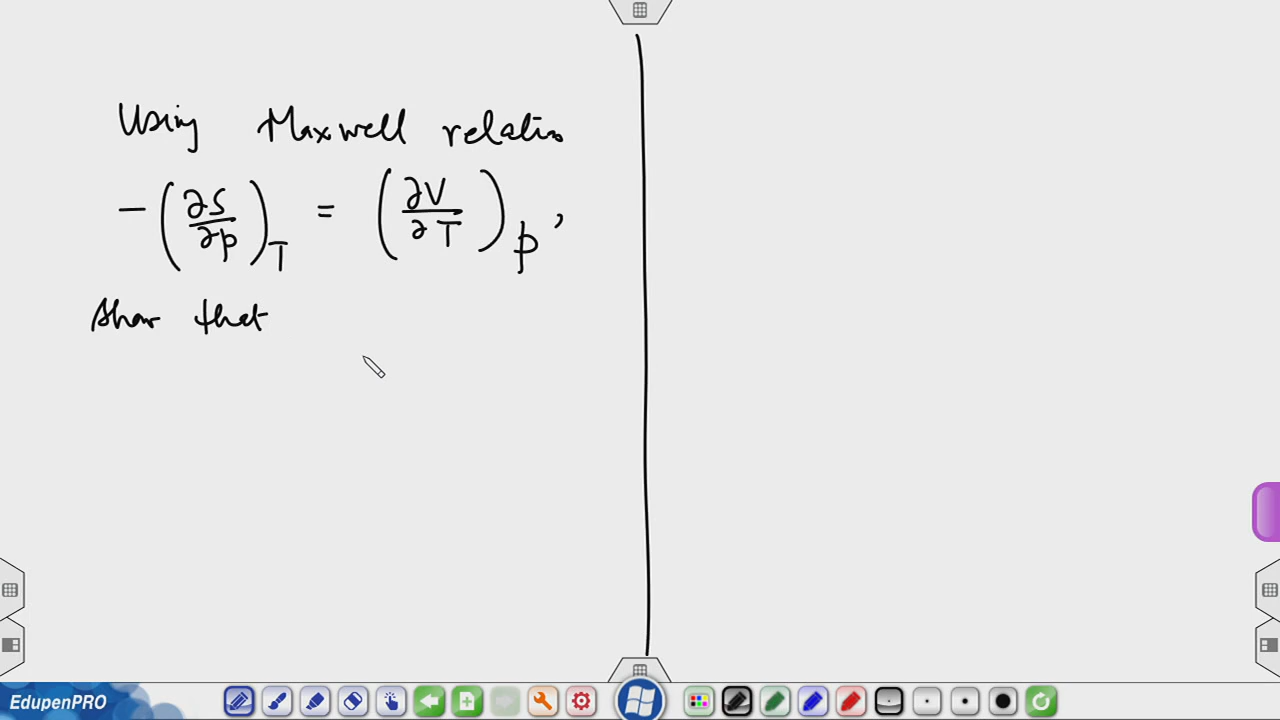 Using Maxwell relation
-(∂S/∂p)_T = (∂V/∂T)_p,
show that
EdupenPRO